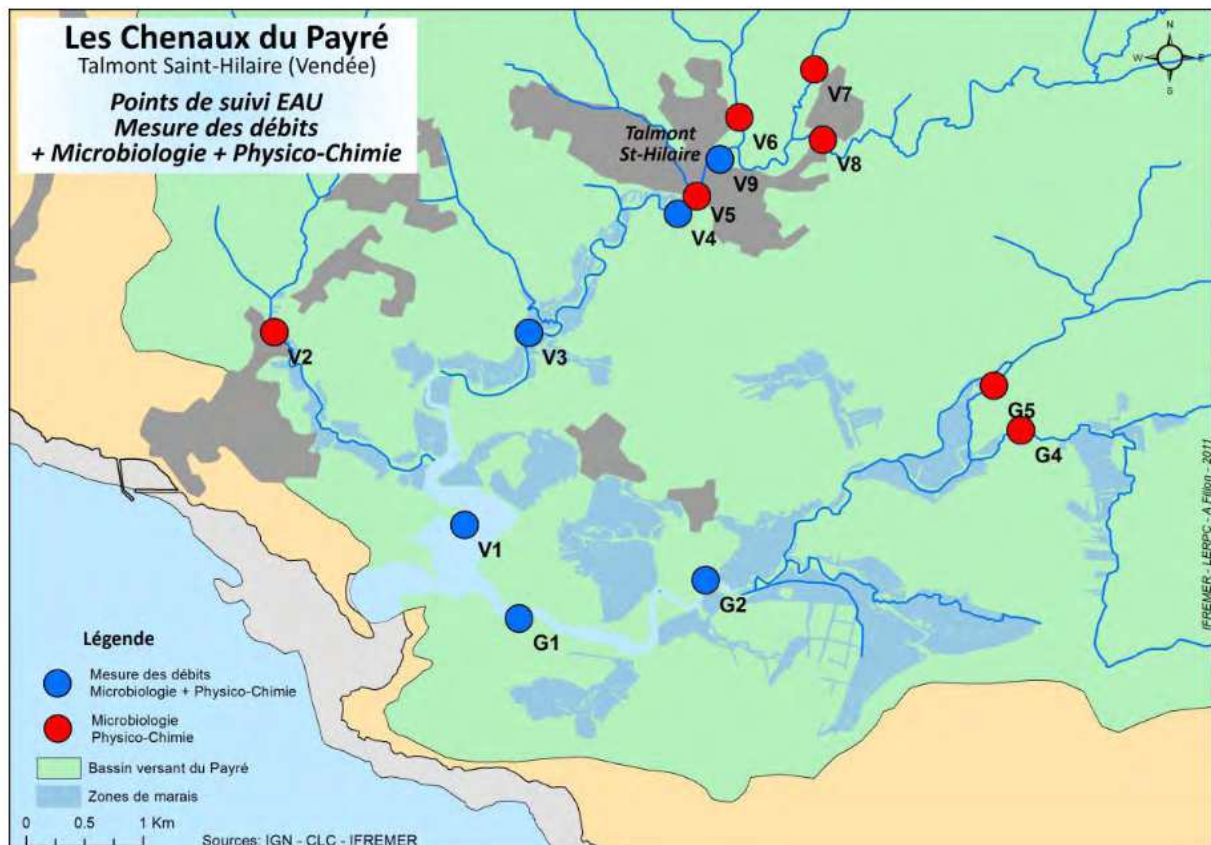 Les Chenaux du Payré
Talmont Saint-Hilaire (Vendée)
Points de suivi EAU
Mesure des débits
+ Microbiologie + Physico-Chimie
N
W
E
S
V7
V6
Talmont
St-Hilaire
V8
V9
V5
V4
V2
V3
G5
G4
V1
G2
G1
IFREMER - LERPC - A Fillon - 2011
Légende
Mesure des débits
Microbiologie + Physico-Chimie
Microbiologie
Physico-Chimie
Bassin versant du Payré
Zones de marais
0 0.5 1 Km
Sources: IGN - CLC - IFREMER